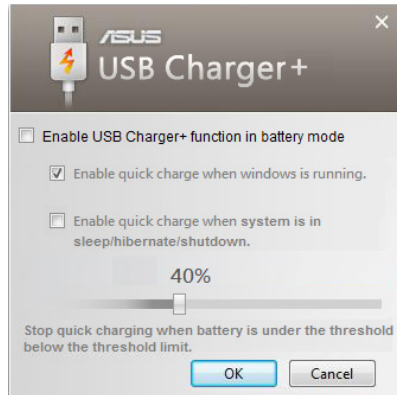 ASUS
USB Charger+
Enable USB Charger+ function in battery mode
Enable quick charge when windows is running.
Enable quick charge when system is in
sleep/hibernate/shutdown.
40%
Stop quick charging when battery is under the threshold
below the threshold limit.
OK Cancel